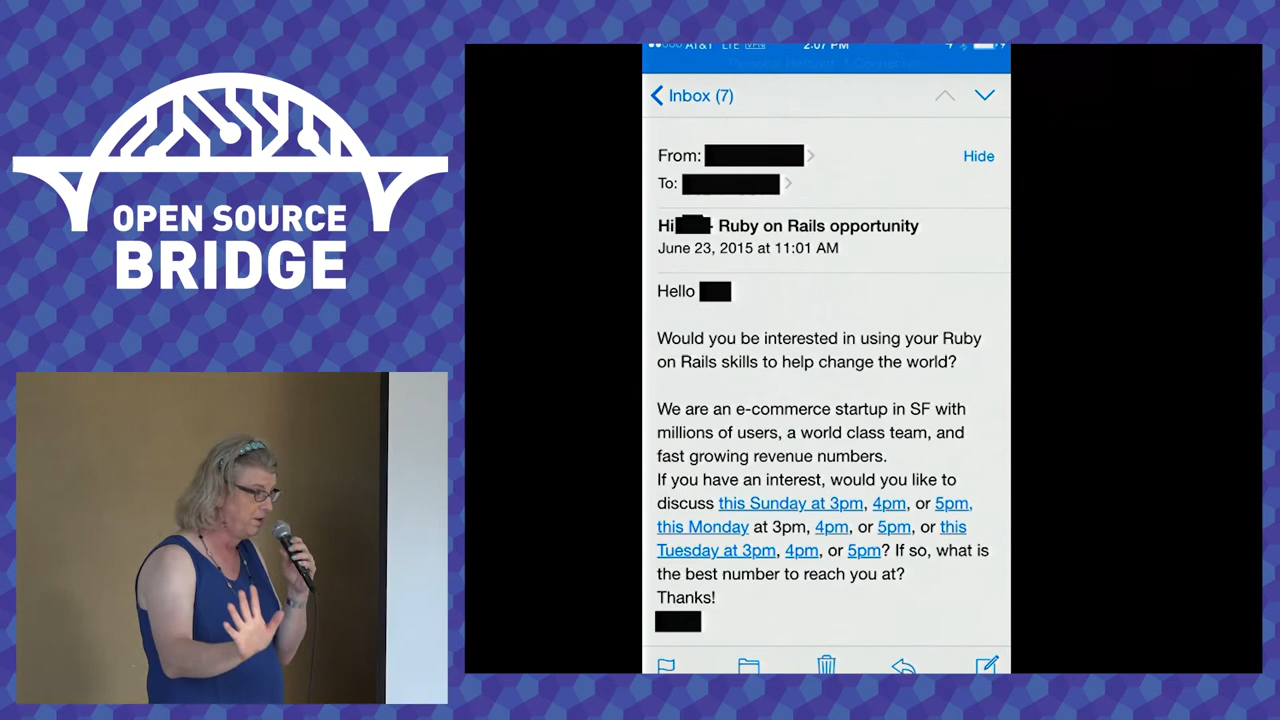 OPEN SOURCE
BRIDGE
AT&T LTE VPN 2:07 PM
Inbox (7)
From:
Hide
To:
Hi - Ruby on Rails opportunity
June 23, 2015 at 11:01 AM
Hello
Would you be interested in using your Ruby
on Rails skills to help change the world?
We are an e-commerce startup in SF with
millions of users, a world class team, and
fast growing revenue numbers.
If you have an interest, would you like to
discuss this Sunday at 3pm, 4pm, or 5pm,
this Monday at 3pm, 4pm, or 5pm, or this
Tuesday at 3pm, 4pm, or 5pm? If so, what is
the best number to reach you at?
Thanks!